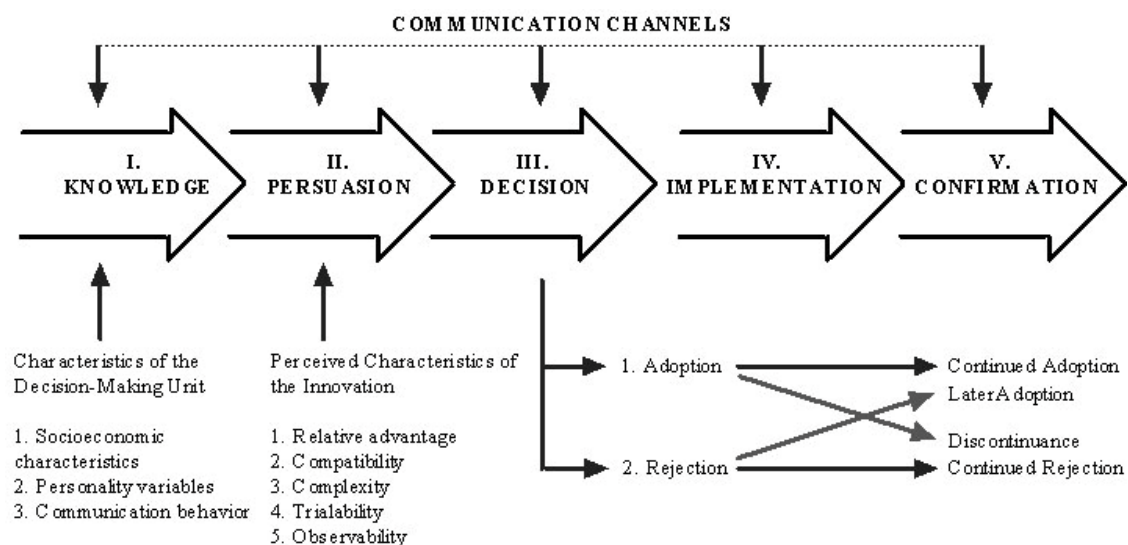 COMMUNICATION CHANNELS
I.
KNOWLEDGE
II.
PERSUASION
III.
DECISION
IV.
IMPLEMENTATION
V.
CONFIRMATION
Characteristics of the
Decision-Making Unit
1. Socioeconomic
characteristics
2. Personality variables
3. Communication behavior
Perceived Characteristics of
the Innovation
1. Relative advantage
2. Compatibility
3. Complexity
4. Trialability
5. Observability
1. Adoption
2. Rejection
Continued Adoption
Later Adoption
Discontinuance
Continued Rejection